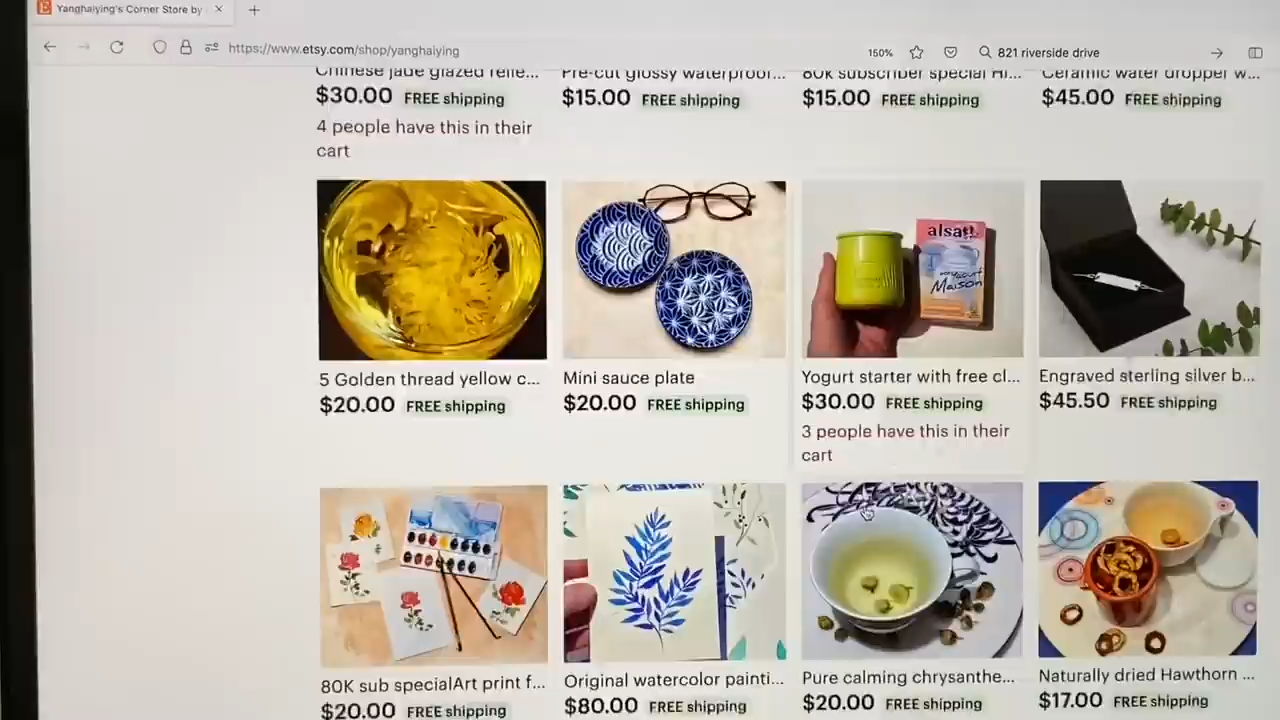 Yanghaiying's Corner Store by
https://www.etsy.com/shop/yanghaiying
150%
821 riverside drive
Chinese jade glazed relie...
Pre-cut glossy waterproof...
80K subscriber special Hi...
Ceramic water dropper w...
$30.00 FREE shipping
$15.00 FREE shipping
$15.00 FREE shipping
$45.00 FREE shipping
4 people have this in their
cart
alsa
Maison
5 Golden thread yellow c...
Mini sauce plate
Yogurt starter with free cl...
Engraved sterling silver b...
$20.00 FREE shipping
$20.00 FREE shipping
$30.00 FREE shipping
$45.50 FREE shipping
3 people have this in their
cart
80K sub specialArt print f...
Original watercolor painti...
Pure calming chrysanthe...
Naturally dried Hawthorn ...
$20.00 FREE shipping
$80.00 FREE shipping
$20.00 FREE shipping
$17.00 FREE shipping